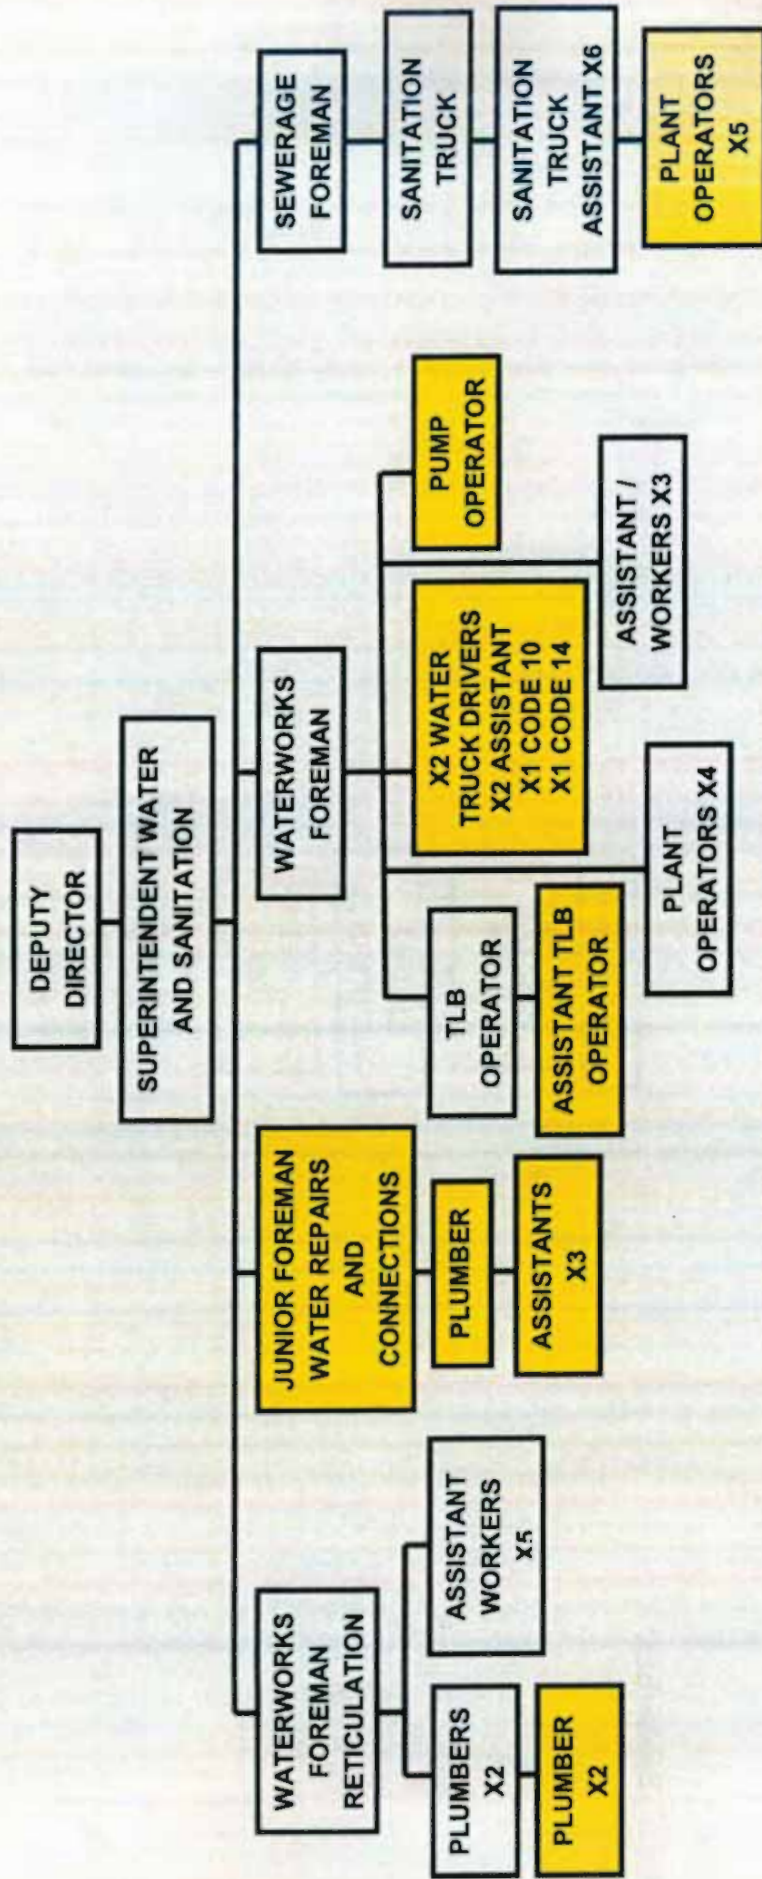 DEPUTY
DIRECTOR
SUPERINTENDENT WATER
AND SANITATION
WATERWORKS
FOREMAN
RETICULATION
PLUMBERS
X2
PLUMBER
X2
ASSISTANT
WORKERS
X5
JUNIOR FOREMAN
WATER REPAIRS
AND
CONNECTIONS
PLUMBER
ASSISTANTS
X3
WATERWORKS
FOREMAN
TLB
OPERATOR
ASSISTANT TLB
OPERATOR
PLANT
OPERATORS X4
X2 WATER
TRUCK DRIVERS
X2 ASSISTANT
X1 CODE 10
X1 CODE 14
ASSISTANT /
WORKERS X3
PUMP
OPERATOR
SEWERAGE
FOREMAN
SANITATION
TRUCK
SANITATION
TRUCK
ASSISTANT X6
PLANT
OPERATORS
X5